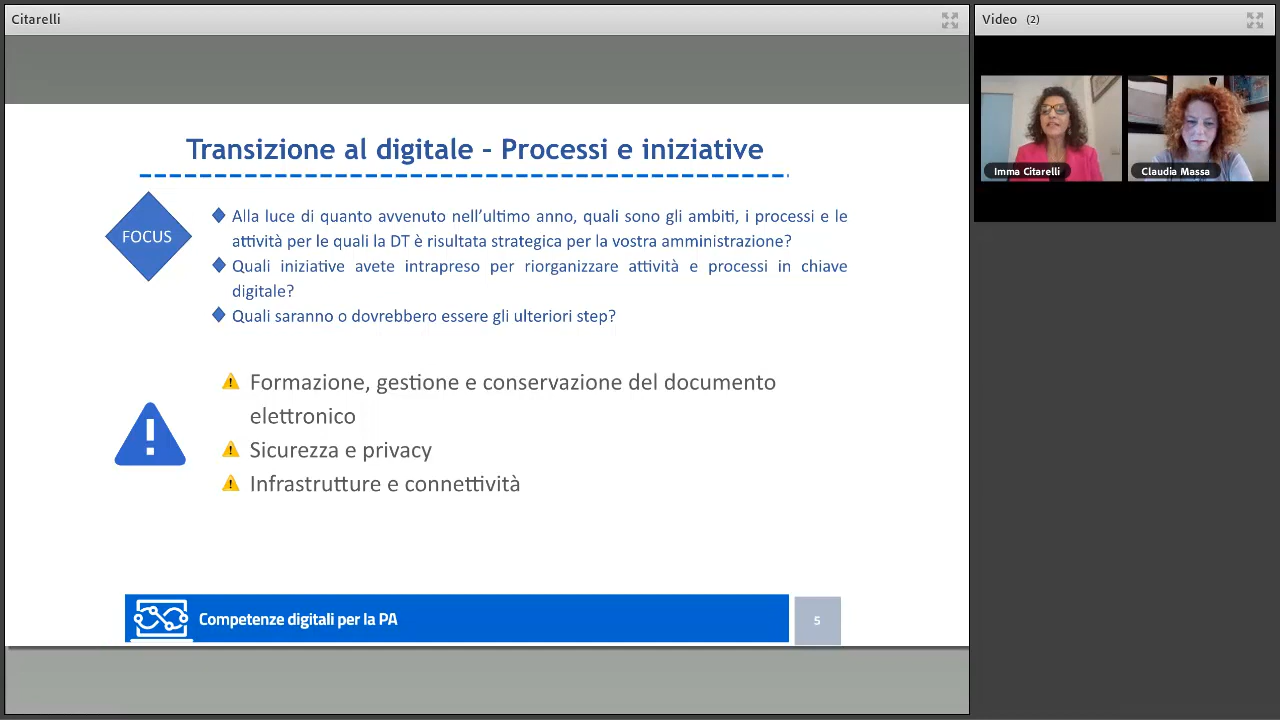 Citarelli
Video (2)
Imma Citarelli
Claudia Massa
Transizione al digitale - Processi e iniziative
FOCUS
Alla luce di quanto avvenuto nell'ultimo anno, quali sono gli ambiti, i processi e le
attività per le quali la DT è risultata strategica per la vostra amministrazione?
Quali iniziative avete intrapreso per riorganizzare attività e processi in chiave
digitale?
Quali saranno o dovrebbero essere gli ulteriori step?
Formazione, gestione e conservazione del documento
elettronico
Sicurezza e privacy
Infrastrutture e connettività
Competenze digitali per la PA
5